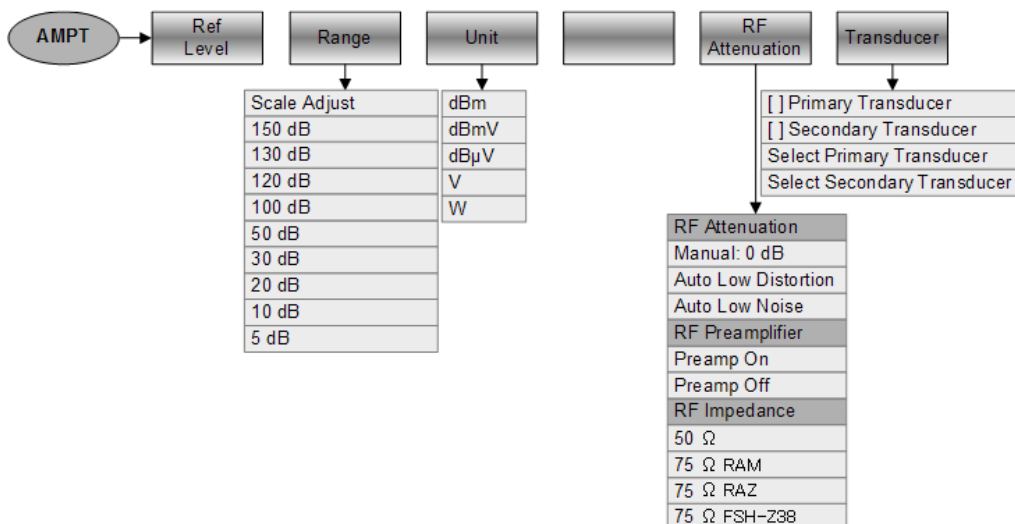 AMPT
Ref
Level
Range
Unit
RF
Attenuation
Transducer
Scale Adjust
150 dB
130 dB
120 dB
100 dB
50 dB
30 dB
20 dB
10 dB
5 dB
dBm
dBmV
dBµV
V
W
RF Attenuation
Manual: 0 dB
Auto Low Distortion
Auto Low Noise
RF Preamplifier
Preamp On
Preamp Off
RF Impedance
50 Ω
75 Ω RAM
75 Ω RAZ
75 Ω FSH-Z38
[ ] Primary Transducer
[ ] Secondary Transducer
Select Primary Transducer
Select Secondary Transducer